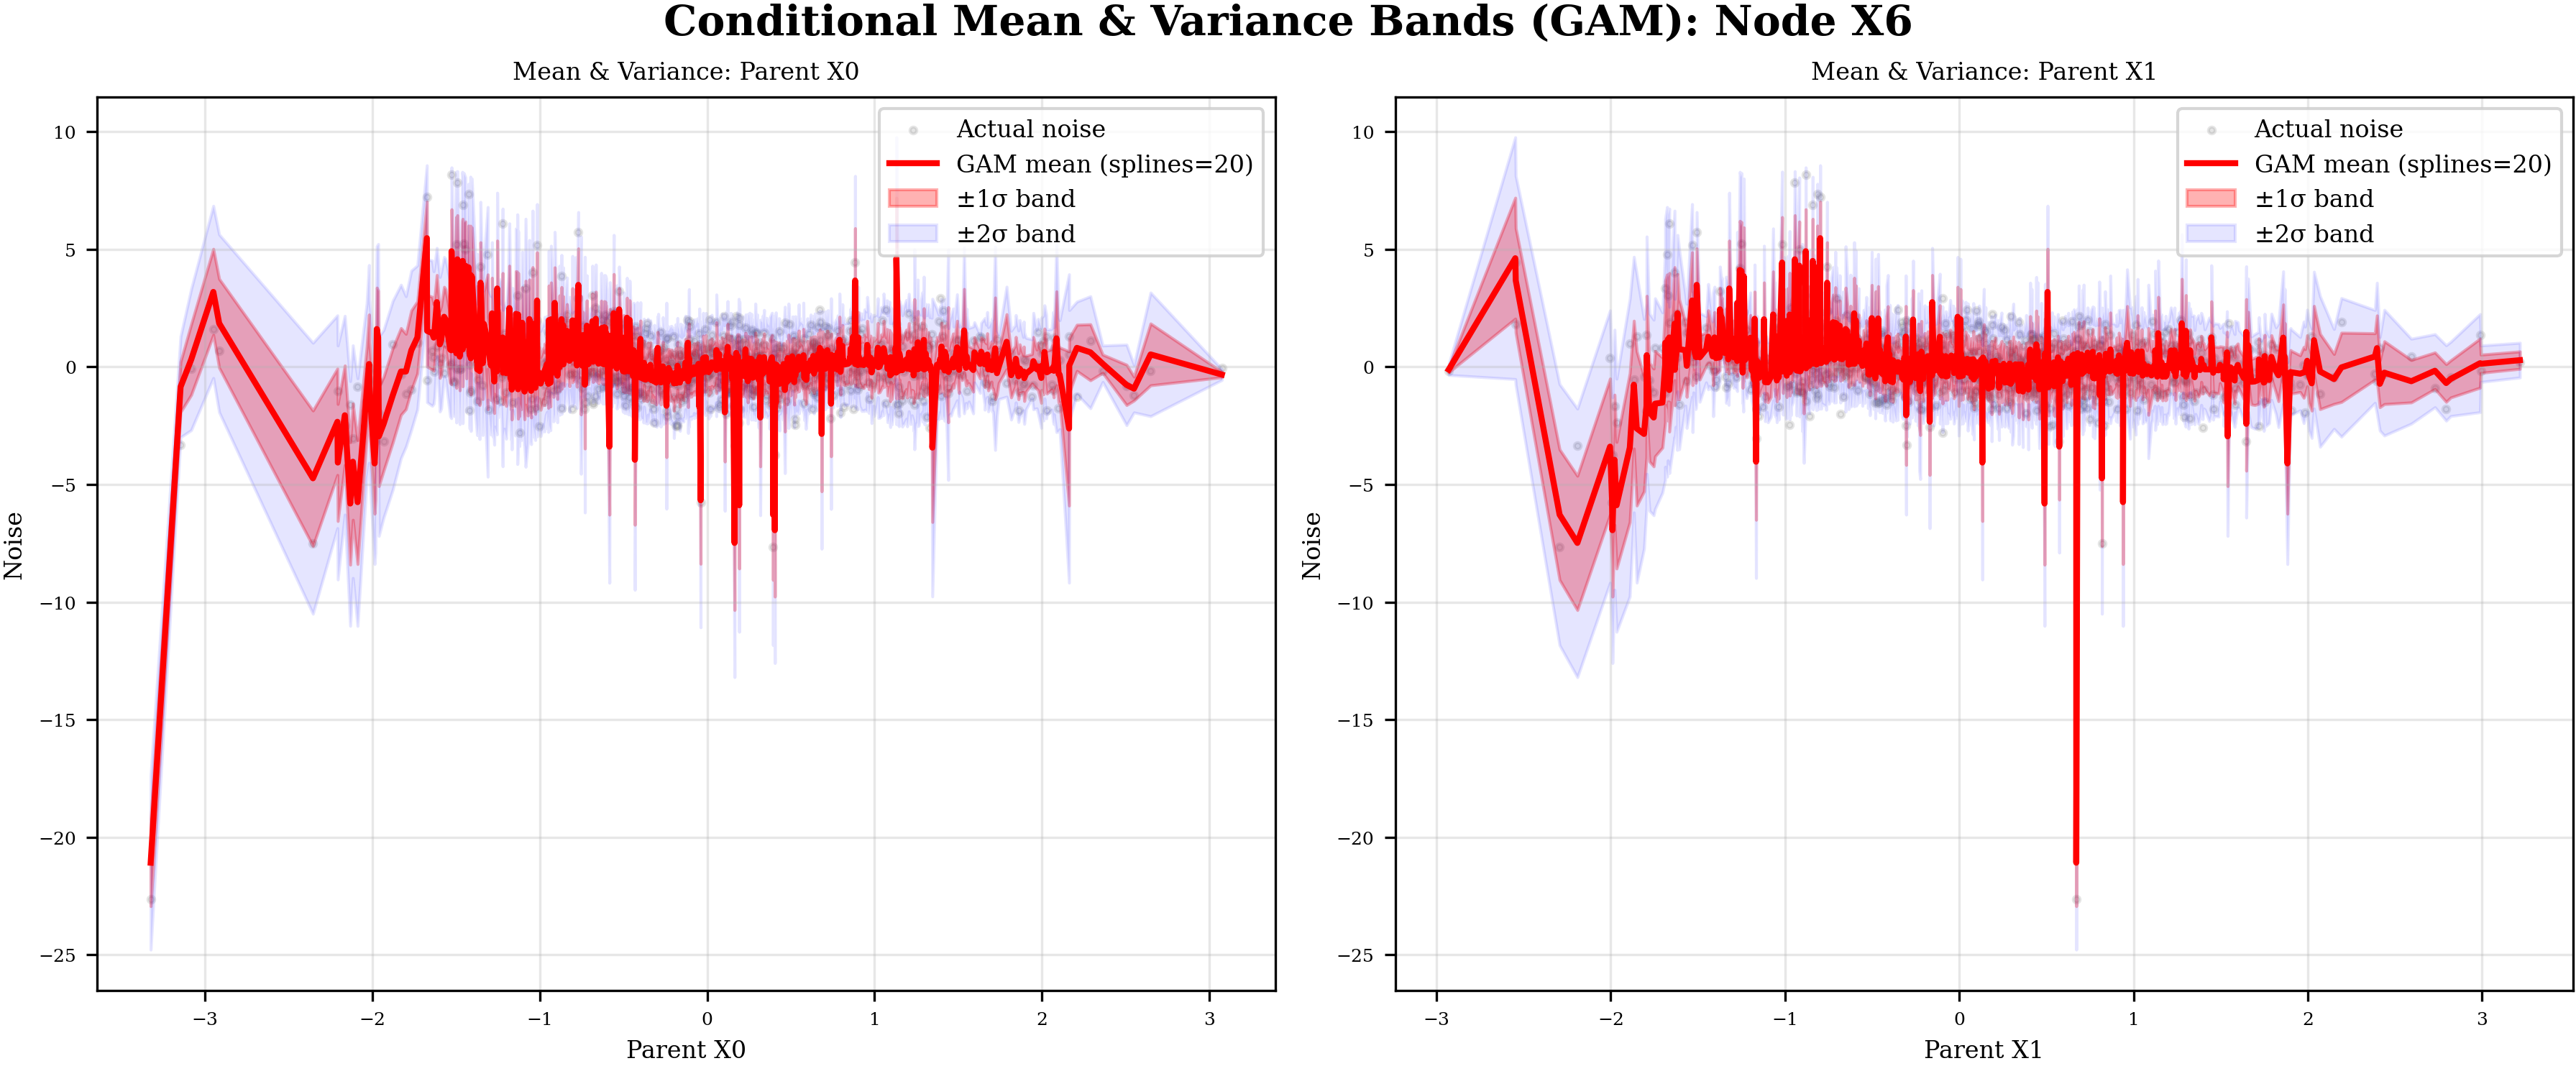 Conditional Mean & Variance Bands (GAM): Node X6
Mean & Variance: Parent X0
Actual noise
GAM mean (splines=20)
±1σ band
±2σ band
10
5
0
−5
−10
−15
−20
−25
Noise
−3
−2
−1
0
1
2
3
Parent X0
Mean & Variance: Parent X1
Actual noise
GAM mean (splines=20)
±1σ band
±2σ band
10
5
0
−5
−10
−15
−20
−25
Noise
−3
−2
−1
0
1
2
3
Parent X1